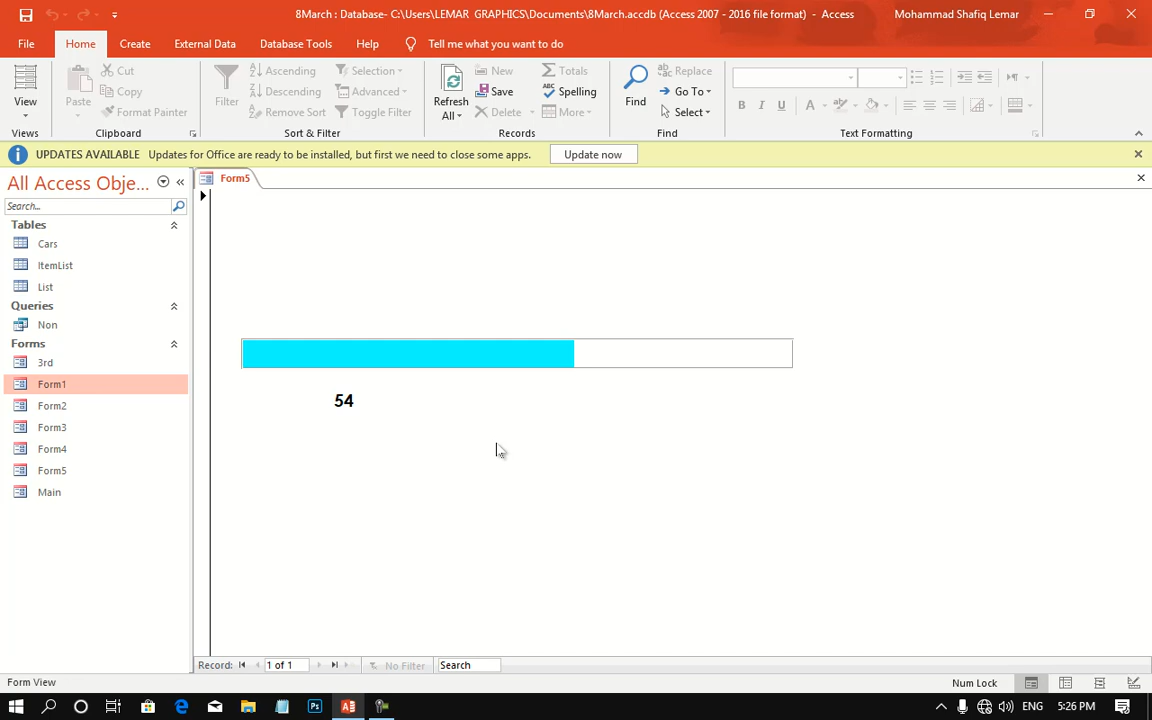 8March : Database- C:\Users\LEMAR GRAPHICS\Documents\8March.accdb (Access 2007 - 2016 file format) - Access
Mohammad Shafiq Lemar
File Home Create External Data Database Tools Help Tell me what you want to do
View
Views
Paste
Cut
Copy
Format Painter
Clipboard
Filter
Ascending
Descending
Remove Sort
Selection
Advanced
Toggle Filter
Sort & Filter
Refresh All
New
Save
Delete
Totals
Spelling
More
Records
Find
Replace
Go To
Select
Find
B I U A
Text Formatting
UPDATES AVAILABLE Updates for Office are ready to be installed, but first we need to close some apps. Update now
All Access Obje...
Search...
Tables
Cars
ItemList
List
Queries
Non
Forms
3rd
Form1
Form2
Form3
Form4
Form5
Main
Form5
54
Record: 1 of 1 No Filter Search
Form View
Num Lock
ENG 5:26 PM